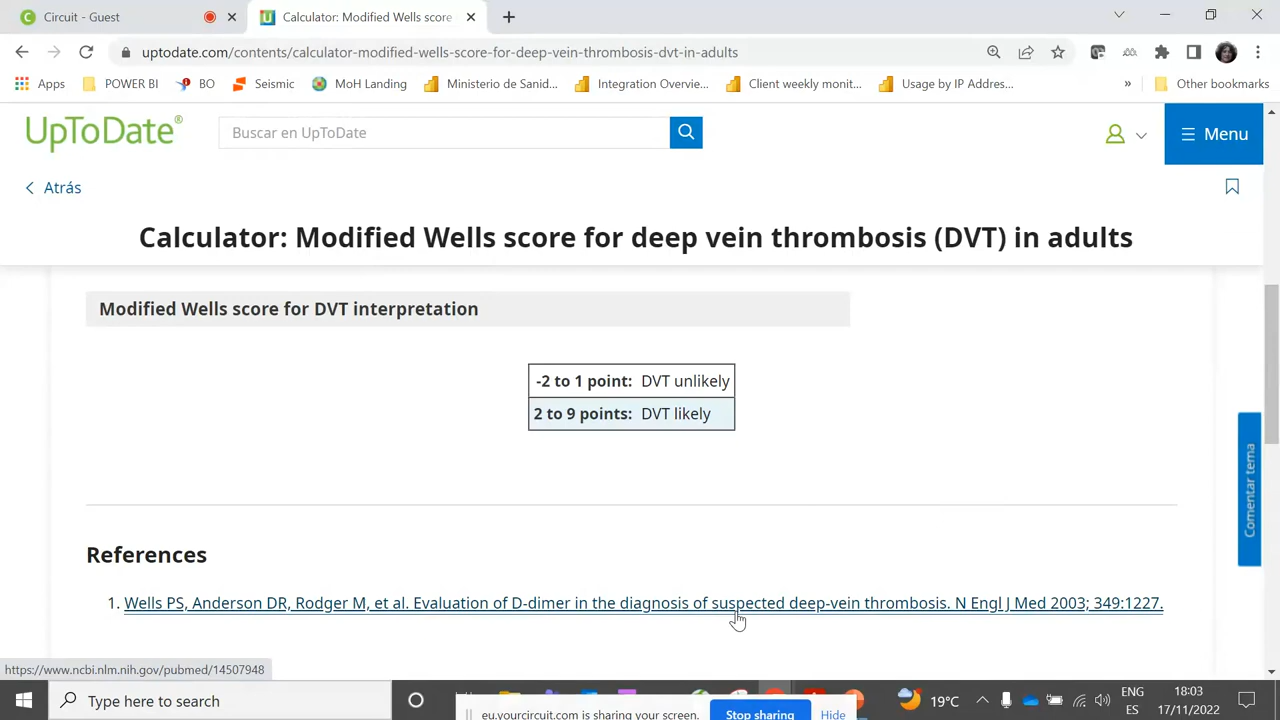 Circuit - Guest
Calculator: Modified Wells score
uptodate.com/contents/calculator-modified-wells-score-for-deep-vein-thrombosis-dvt-in-adults
Apps POWER BI BO Seismic MoH Landing Ministerio de Sanid... Integration Overvie... Client weekly monit... Usage by IP Addres... » Other bookmarks
UpToDate®
Buscar en UpToDate
Menu
Atrás
Calculator: Modified Wells score for deep vein thrombosis (DVT) in adults
Modified Wells score for DVT interpretation
-2 to 1 point: DVT unlikely
2 to 9 points: DVT likely
Comentar tema
References
1. Wells PS, Anderson DR, Rodger M, et al. Evaluation of D-dimer in the diagnosis of suspected deep-vein thrombosis. N Engl J Med 2003; 349:1227.
https://www.ncbi.nlm.nih.gov/pubmed/14507948
Type here to search
eu.yourcircuit.com is sharing your screen.
Stop sharing
Hide
19°C
ENG
ES
18:03
17/11/2022